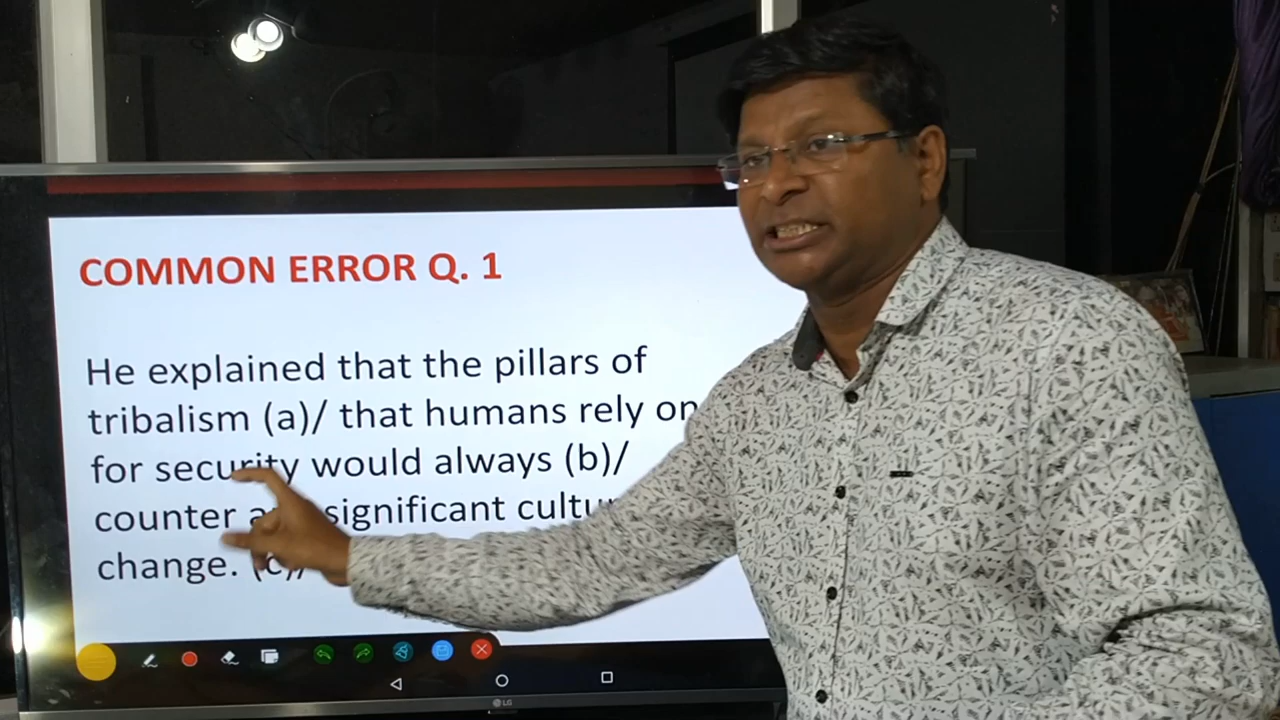 COMMON ERROR Q. 1
He explained that the pillars of
tribalism (a)/ that humans rely on
for security would always (b)/
counter significant
change. (c)/
LG